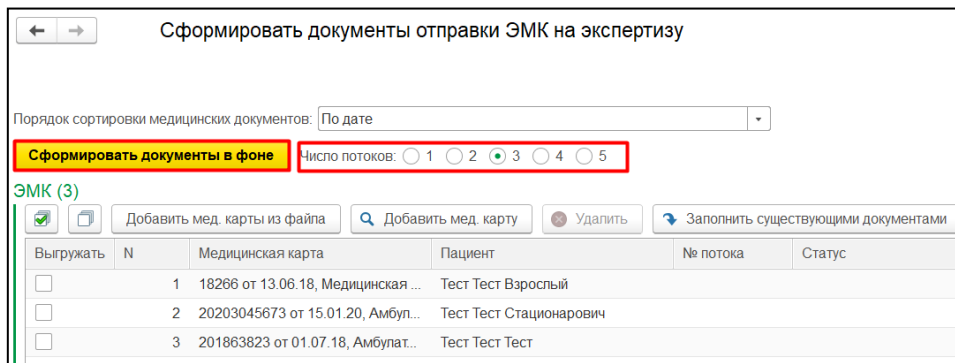 Сформировать документы отправки ЭМК на экспертизу
Порядок сортировки медицинских документов: По дате
Сформировать документы в фоне Число потоков: 1 2 3 4 5
ЭМК (3)
Добавить мед. карты из файла Добавить мед. карту Удалить Заполнить существующими документами
Выгружать N Медицинская карта Пациент № потока Статус
1 18266 от 13.06.18, Медицинская ... Тест Тест Взрослый
2 20203045673 от 15.01.20, Амбул... Тест Тест Стационарович
3 201863823 от 01.07.18, Амбулат... Тест Тест Тест